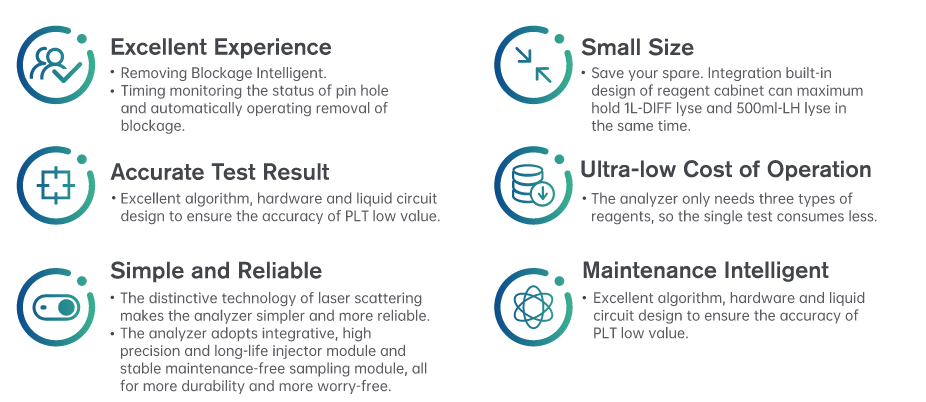 Excellent Experience
• Removing Blockage Intelligent.
• Timing monitoring the status of pin hole
and automatically operating removal of
blockage.
Small Size
• Save your spare. Integration built-in
design of reagent cabinet can maximum
hold 1L-DIFF lyse and 500ml-LH lyse in
the same time.
Accurate Test Result
• Excellent algorithm, hardware and liquid circuit
design to ensure the accuracy of PLT low value.
Ultra-low Cost of Operation
• The analyzer only needs three types of
reagents, so the single test consumes less.
Simple and Reliable
• The distinctive technology of laser scattering
makes the analyzer simpler and more reliable.
• The analyzer adopts integrative, high
precision and long-life injector module and
stable maintenance-free sampling module, all
for more durability and more worry-free.
Maintenance Intelligent
• Excellent algorithm, hardware and liquid
circuit design to ensure the accuracy of
PLT low value.